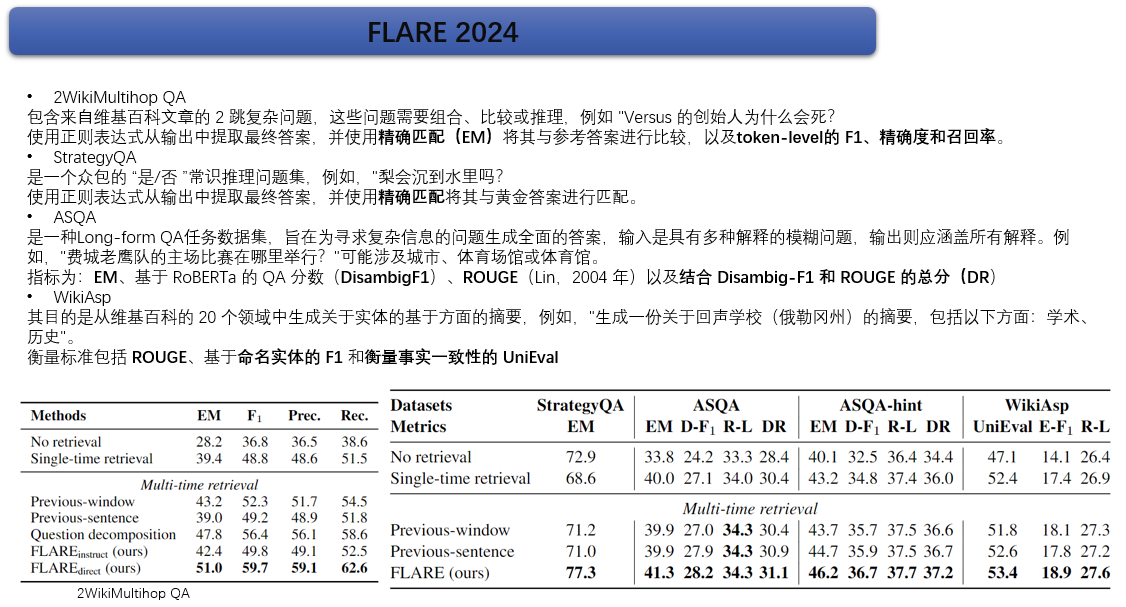 FLARE 2024
• 2WikiMultihop QA
包含来自维基百科文章的 2 跳复杂问题，这些问题需要组合、比较或推理，例如 "Versus 的创始人为什么会死？
使用正则表达式从输出中提取最终答案，并使用精确匹配（EM）将其与参考答案进行比较，以及token-level的 F1、精确度和召回率。
• StrategyQA
是一个众包的 “是/否 ”常识推理问题集，例如，"梨会沉到水里吗？
使用正则表达式从输出中提取最终答案，并使用精确匹配将其与黄金答案进行匹配。
• ASQA
是一种Long-form QA任务数据集，旨在为寻求复杂信息的问题生成全面的答案，输入是具有多种解释的模糊问题，输出则应涵盖所有解释。例
如，"费城老鹰队的主场比赛在哪里举行？"可能涉及城市、体育场馆或体育馆。
指标为：EM、基于 RoBERTa 的 QA 分数（DisambigF1）、ROUGE（Lin，2004 年）以及结合 Disambig-F1 和 ROUGE 的总分（DR）
• WikiAsp
其目的是从维基百科的 20 个领域中生成关于实体的基于方面的摘要，例如，"生成一份关于回声学校（俄勒冈州）的摘要，包括以下方面：学术、
历史"。
衡量标准包括 ROUGE、基于命名实体的 F1 和衡量事实一致性的 UniEval
Methods EM F1 Prec. Rec.
No retrieval 28.2 36.8 36.5 38.6
Single-time retrieval 39.4 48.8 48.6 51.5
Multi-time retrieval
Previous-window 43.2 52.3 51.7 54.5
Previous-sentence 39.0 49.2 48.9 51.8
Question decomposition 47.8 56.4 56.1 58.6
FLAREinstruct (ours) 42.4 49.8 49.1 52.5
FLAREdirect (ours) 51.0 59.7 59.1 62.6
2WikiMultihop QA
Datasets StrategyQA ASQA ASQA-hint WikiAsp
Metrics EM EM D-F1 R-L DR EM D-F1 R-L DR UniEval E-F1 R-L
No retrieval 72.9 33.8 24.2 33.3 28.4 40.1 32.5 36.4 34.4 47.1 14.1 26.4
Single-time retrieval 68.6 40.0 27.1 34.0 30.4 43.2 34.8 37.4 36.0 52.4 17.4 26.9
Multi-time retrieval
Previous-window 71.2 39.9 27.0 34.3 30.4 43.7 35.7 37.5 36.6 51.8 18.1 27.3
Previous-sentence 71.0 39.9 27.9 34.3 30.9 44.7 35.9 37.5 36.7 52.6 17.8 27.2
FLARE (ours) 77.3 41.3 28.2 34.3 31.1 46.2 36.7 37.7 37.2 53.4 18.9 27.6